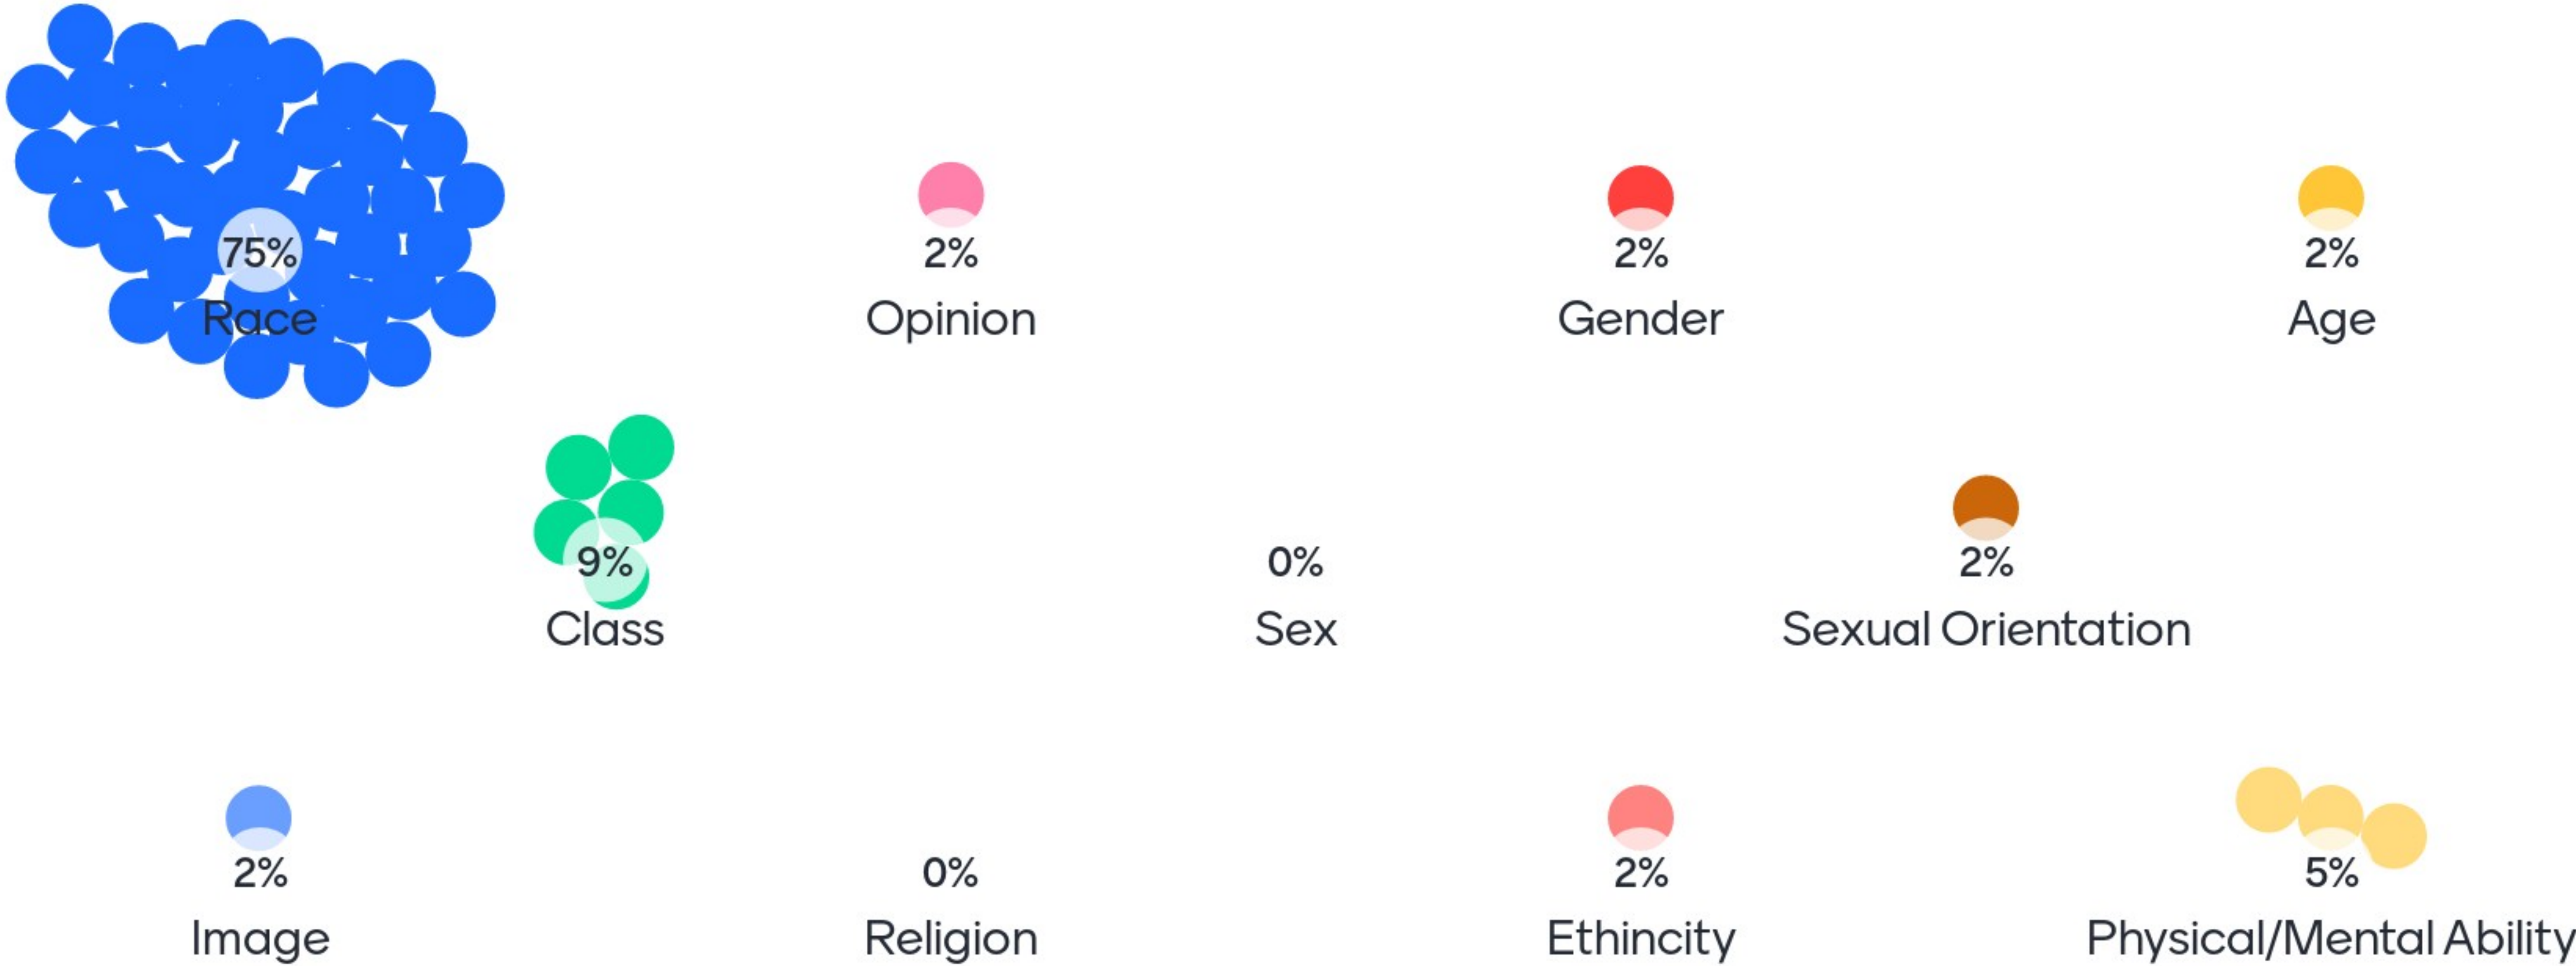 75% 2% 2% 2%
Race Opinion Gender Age
9% 0% 2%
Class Sex Sexual Orientation
2% 0% 2% 5%
Image Religion Ethincity Physical/Mental Ability